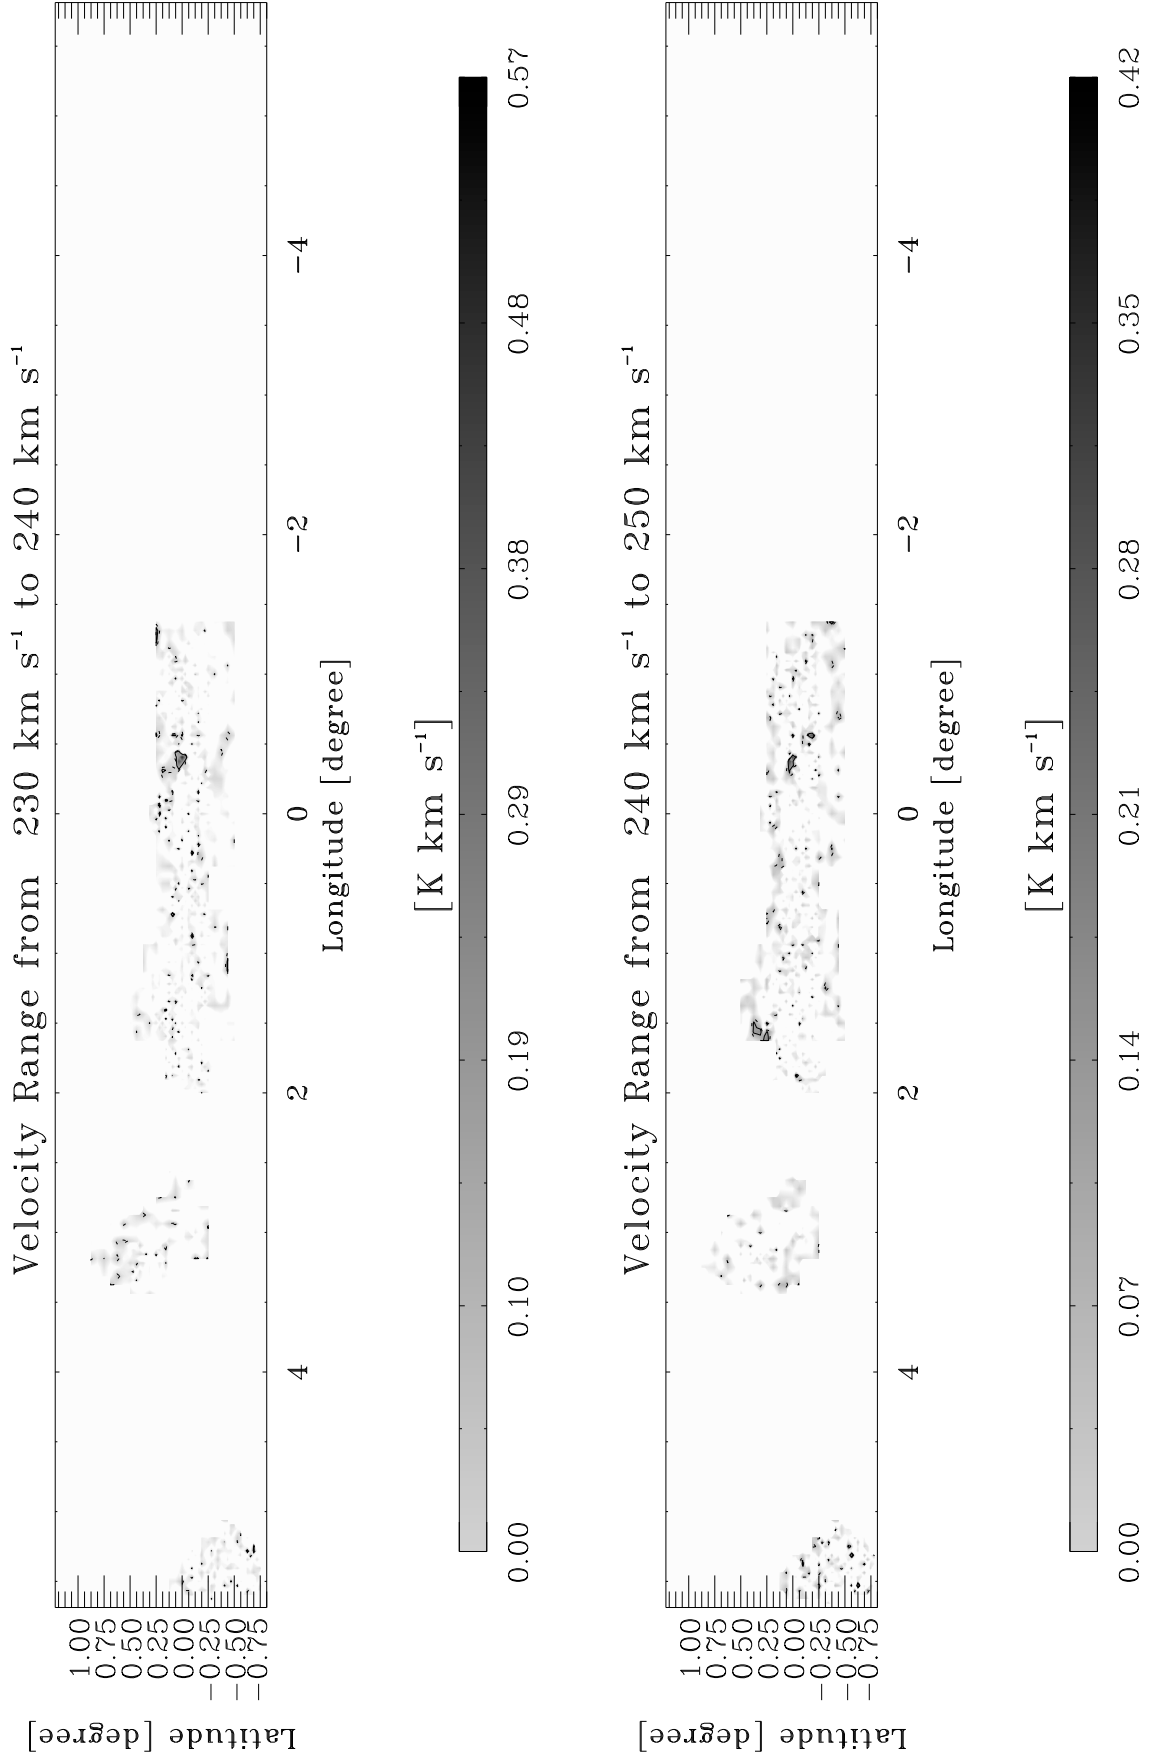 Velocity Range from 230 km s⁻¹ to 240 km s⁻¹
Latitude [degree]
1.00
0.75
0.50
0.25
0.00
−0.25
−0.50
−0.75
4 2 0 −2 −4
Longitude [degree]
[K km s⁻¹]
0.00 0.10 0.19 0.29 0.38 0.48 0.57
Velocity Range from 240 km s⁻¹ to 250 km s⁻¹
Latitude [degree]
1.00
0.75
0.50
0.25
0.00
−0.25
−0.50
−0.75
4 2 0 −2 −4
Longitude [degree]
[K km s⁻¹]
0.00 0.07 0.14 0.21 0.28 0.35 0.42